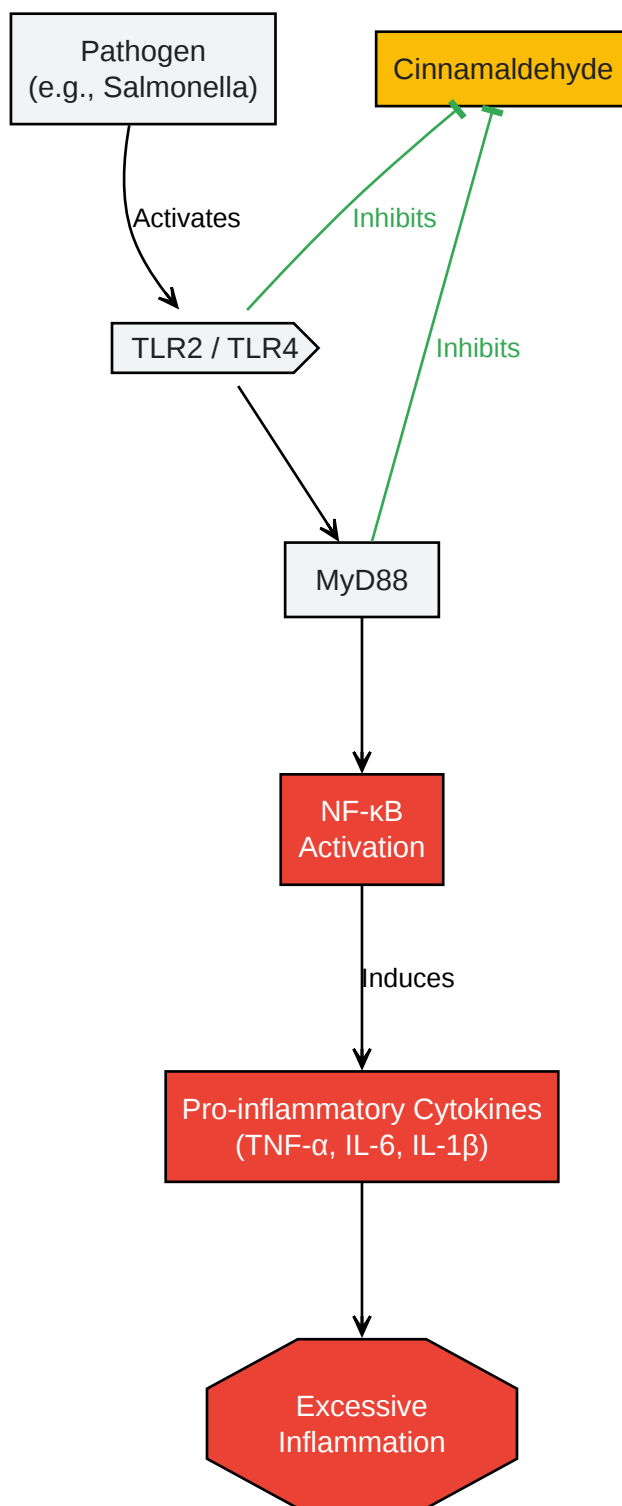 Pathogen
(e.g., Salmonella)
Cinnamaldehyde
Activates
Inhibits
TLR2 / TLR4
Inhibits
MyD88
NF-κB
Activation
Induces
Pro-inflammatory Cytokines
(TNF-α, IL-6, IL-1β)
Excessive
Inflammation